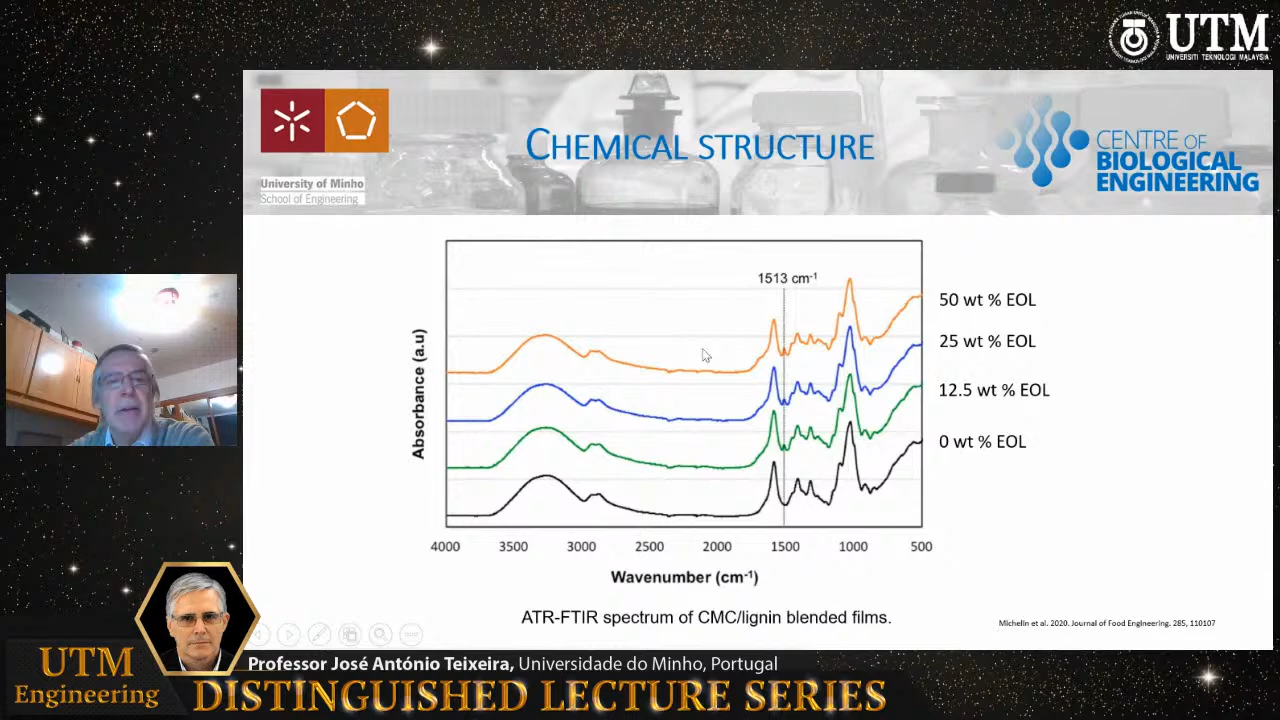 UTM
UNIVERSITI TEKNOLOGI MALAYSIA
CHEMICAL STRUCTURE
University of Minho
School of Engineering
CENTRE OF
BIOLOGICAL
ENGINEERING
1513 cm-1
50 wt % EOL
25 wt % EOL
12.5 wt % EOL
0 wt % EOL
Absorbance (a.u)
4000 3500 3000 2500 2000 1500 1000 500
Wavenumber (cm-1)
ATR-FTIR spectrum of CMC/lignin blended films.
Michelin et al. 2020. Journal of Food Engineering. 285, 110107
UTM
Engineering
Professor José António Teixeira, Universidade do Minho, Portugal
DISTINGUISHED LECTURE SERIES